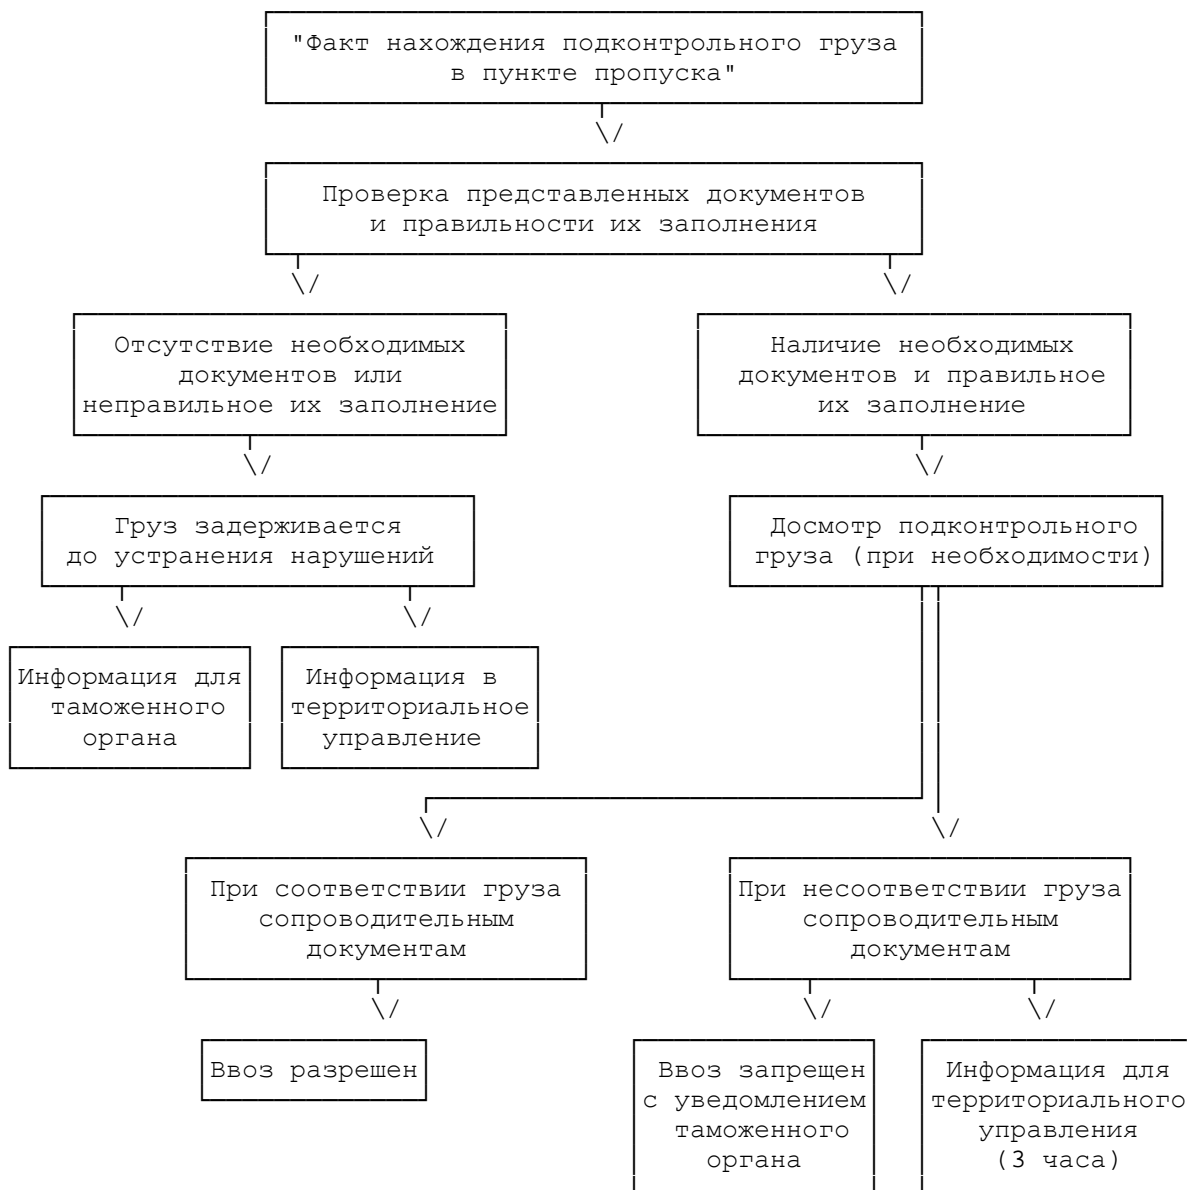 "Факт нахождения подконтрольного груза
в пункте пропуска"
Проверка представленных документов
и правильности их заполнения
Отсутствие необходимых
документов или
неправильное их заполнение
Наличие необходимых
документов и правильное
их заполнение
Груз задерживается
до устранения нарушений
Досмотр подконтрольного
груза (при необходимости)
Информация для
таможенного
органа
Информация в
территориальное
управление
При соответствии груза
сопроводительным
документам
При несоответствии груза
сопроводительным
документам
Ввоз разрешен
Ввоз запрещен
с уведомлением
таможенного
органа
Информация для
территориального
управления
(3 часа)